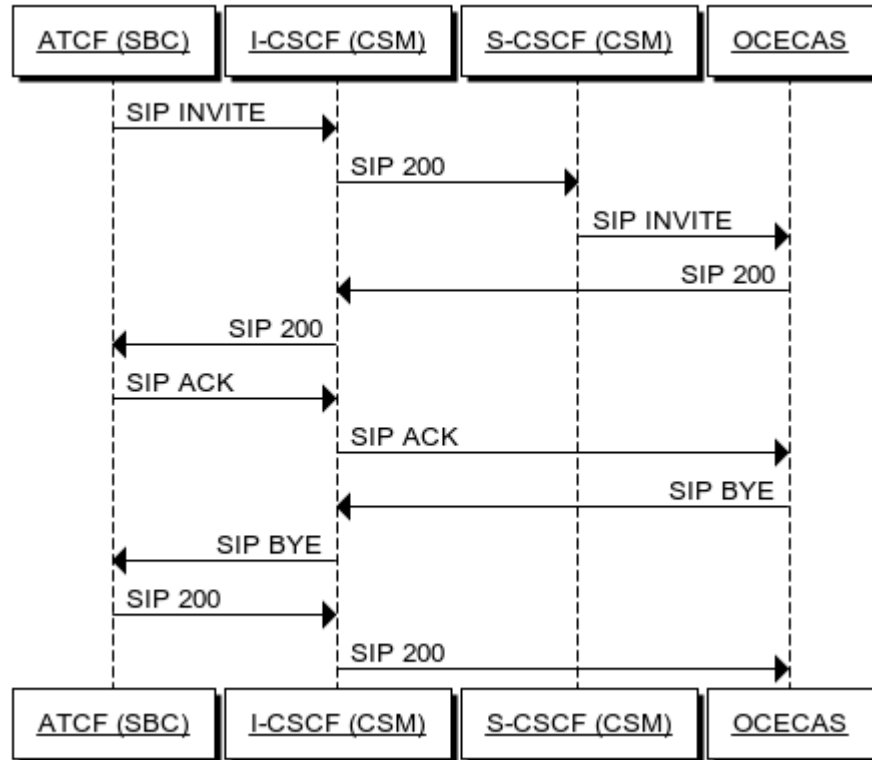 ATCF (SBC) I-CSCF (CSM) S-CSCF (CSM) OCECAS
SIP INVITE
SIP 200
SIP INVITE
SIP 200
SIP 200
SIP ACK
SIP ACK
SIP BYE
SIP BYE
SIP 200
SIP 200
ATCF (SBC) I-CSCF (CSM) S-CSCF (CSM) OCECAS